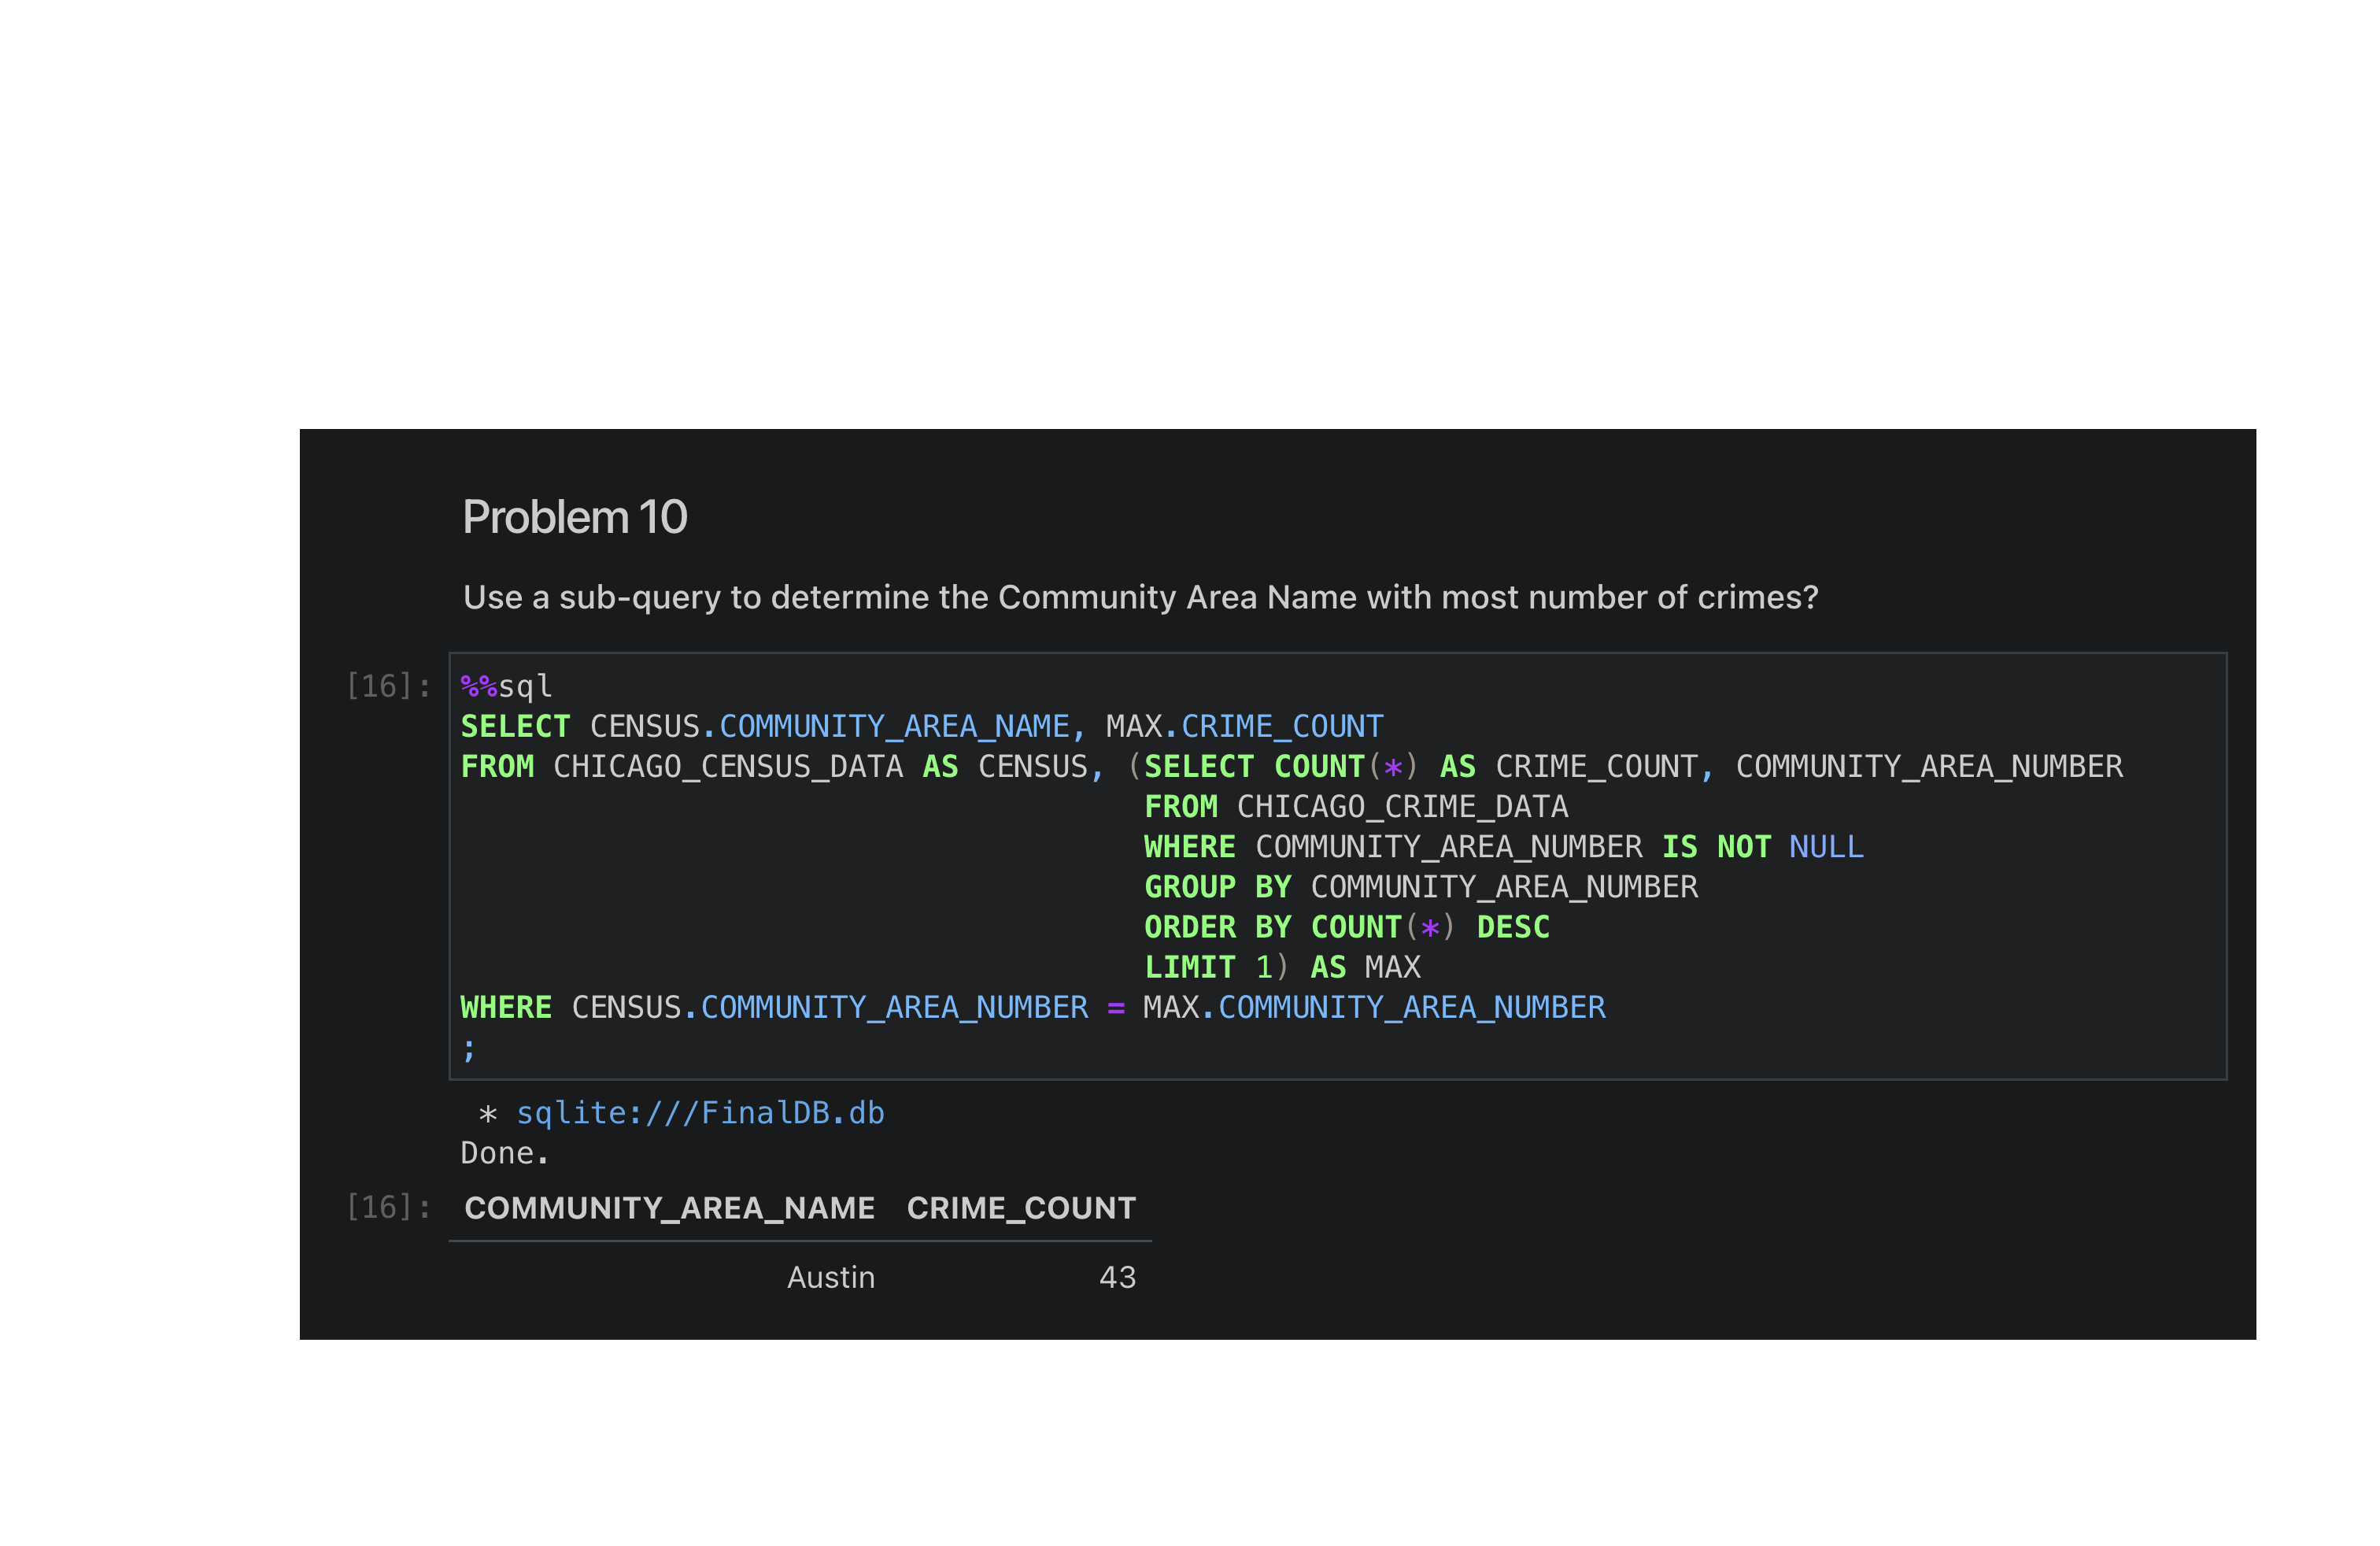 Problem 10
Use a sub-query to determine the Community Area Name with most number of crimes?
[16]: %%sql
SELECT CENSUS.COMMUNITY_AREA_NAME, MAX.CRIME_COUNT
FROM CHICAGO_CENSUS_DATA AS CENSUS, (SELECT COUNT(*) AS CRIME_COUNT, COMMUNITY_AREA_NUMBER
FROM CHICAGO_CRIME_DATA
WHERE COMMUNITY_AREA_NUMBER IS NOT NULL
GROUP BY COMMUNITY_AREA_NUMBER
ORDER BY COUNT(*) DESC
LIMIT 1) AS MAX
WHERE CENSUS.COMMUNITY_AREA_NUMBER = MAX.COMMUNITY_AREA_NUMBER
;
* sqlite:///FinalDB.db
Done.
[16]: COMMUNITY_AREA_NAME CRIME_COUNT
Austin 43